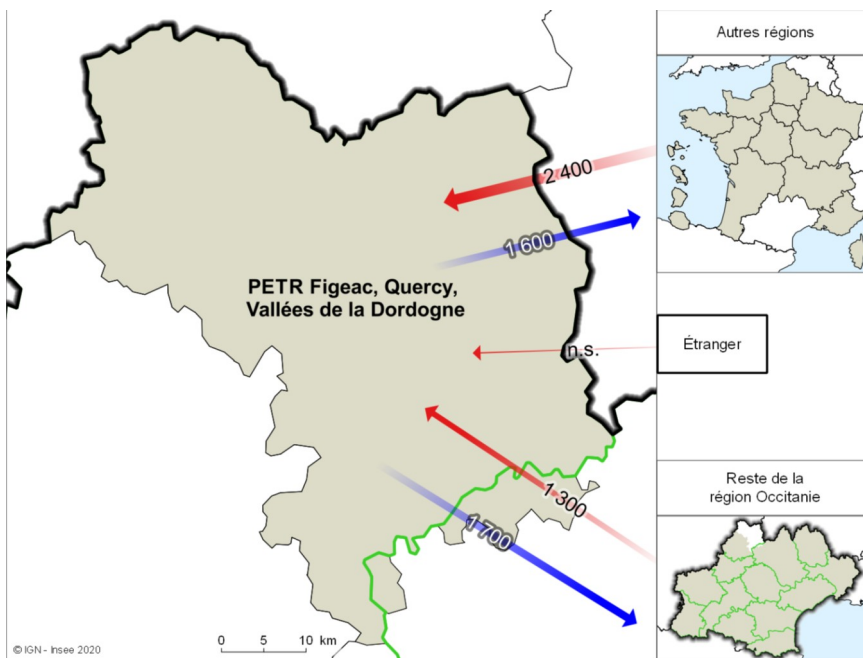 Autres régions
2 400
1 600
PETR Figeac, Quercy,
Vallées de la Dordogne
n.s.
Étranger
1 300
1 700
Reste de la
région Occitanie
0 5 10 km
© IGN - Insee 2020